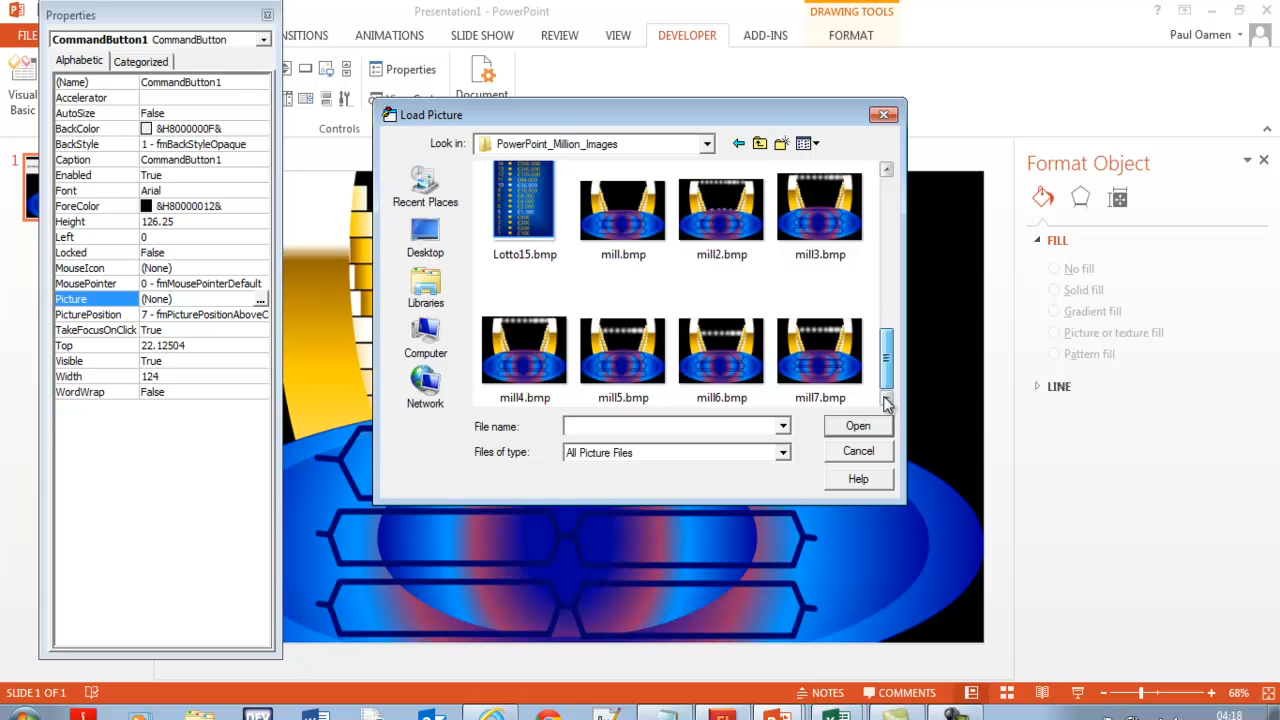 Properties
Presentation1 - PowerPoint
DRAWING TOOLS
?
FILE
SITIONS
ANIMATIONS
SLIDE SHOW
REVIEW
VIEW
DEVELOPER
ADD-INS
FORMAT
Paul Oamen
CommandButton1 CommandButton
Alphabetic
Categorized
Visual
Basic
Properties
Document
Controls
(Name) CommandButton1
Accelerator
AutoSize False
BackColor &H8000000F&
BackStyle 1 - fmBackStyleOpaque
Caption CommandButton1
Enabled True
Font Arial
ForeColor &H80000012&
Height 126.25
Left 0
Locked False
MouseIcon (None)
MousePointer 0 - fmMousePointerDefault
Picture (None) ...
PicturePosition 7 - fmPicturePositionAboveC
TakeFocusOnClick True
Top 22.12504
Visible True
Width 124
WordWrap False
1
Load Picture
Look in: PowerPoint_Million_Images
Recent Places
Desktop
Libraries
Computer
Network
Lotto15.bmp
mill.bmp
mill2.bmp
mill3.bmp
mill4.bmp
mill5.bmp
mill6.bmp
mill7.bmp
File name:
Open
Files of type: All Picture Files
Cancel
Help
Format Object
FILL
No fill
Solid fill
Gradient fill
Picture or texture fill
Pattern fill
LINE
SLIDE 1 OF 1
NOTES
COMMENTS
68%
04:18